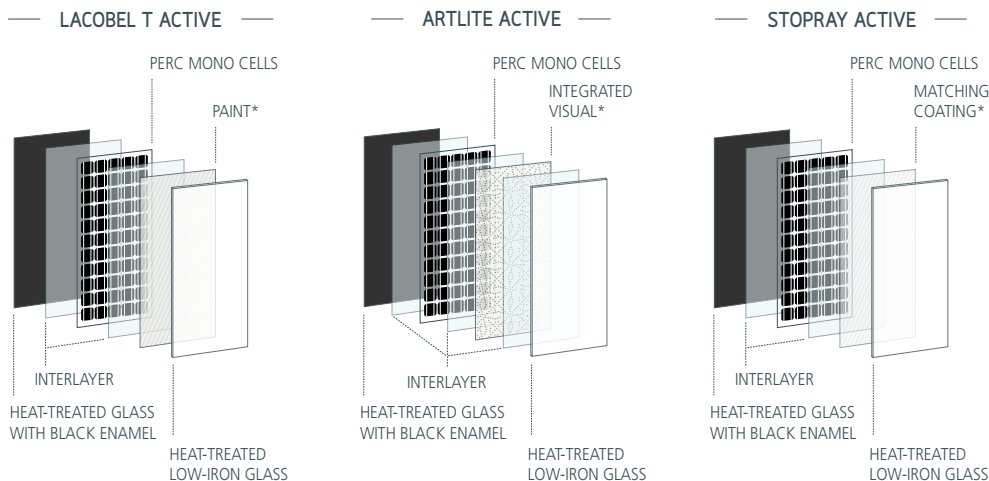 LACOBEL T ACTIVE
PERC MONO CELLS
PAINT*
INTERLAYER
HEAT-TREATED GLASS
WITH BLACK ENAMEL
HEAT-TREATED
LOW-IRON GLASS
ARTLITE ACTIVE
PERC MONO CELLS
INTEGRATED
VISUAL*
INTERLAYER
HEAT-TREATED GLASS
WITH BLACK ENAMEL
HEAT-TREATED
LOW-IRON GLASS
STOPRAY ACTIVE
PERC MONO CELLS
MATCHING
COATING*
INTERLAYER
HEAT-TREATED GLASS
WITH BLACK ENAMEL
HEAT-TREATED
LOW-IRON GLASS